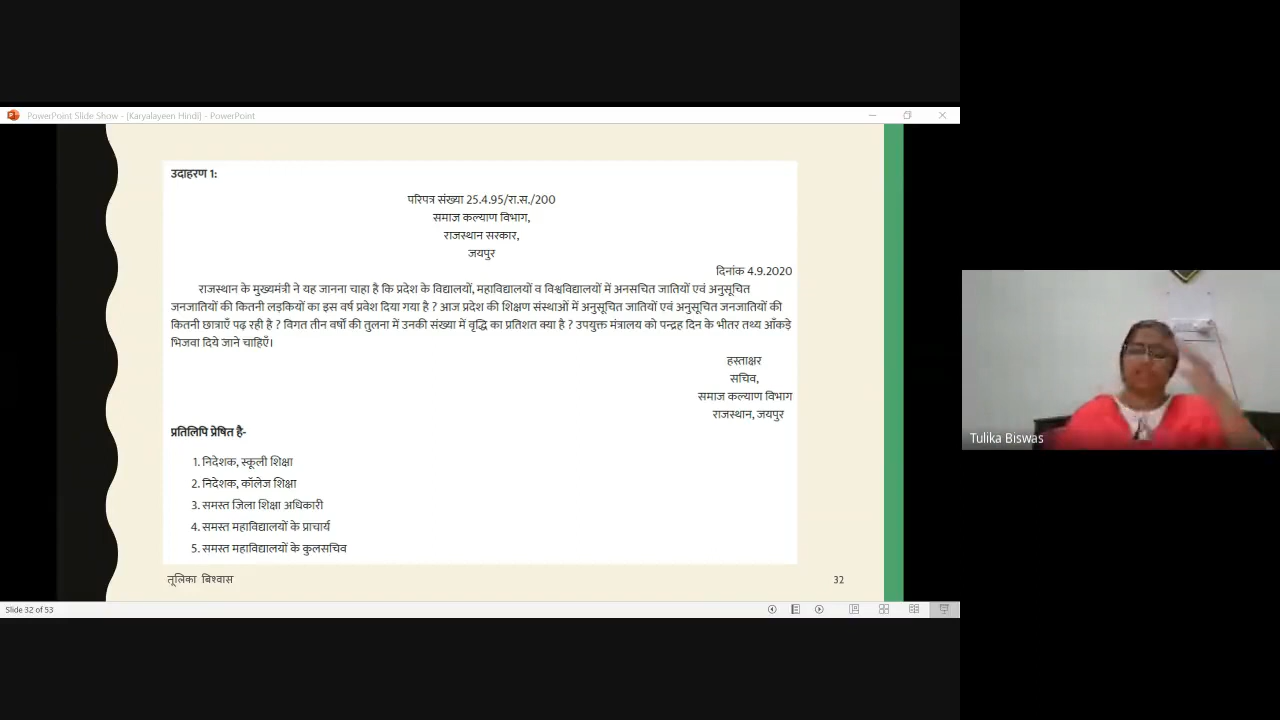 PowerPoint Slide Show - [Karyalayeen Hindi] - PowerPoint
उदाहरण 1:
परिपत्र संख्या 25.4.95/रा.स./200
समाज कल्याण विभाग,
राजस्थान सरकार,
जयपुर
दिनांक 4.9.2020
राजस्थान के मुख्यमंत्री ने यह जानना चाहा है कि प्रदेश के विद्यालयों, महाविद्यालयों व विश्वविद्यालयों में अनसचित जातियों एवं अनुसूचित
जनजातियों की कितनी लड़कियों का इस वर्ष प्रवेश दिया गया है ? आज प्रदेश की शिक्षण संस्थाओं में अनुसूचित जातियों एवं अनुसूचित जनजातियों की
कितनी छात्राएँ पढ़ रही है ? विगत तीन वर्षों की तुलना में उनकी संख्या में वृद्धि का प्रतिशत क्या है ? उपयुक्त मंत्रालय को पन्द्रह दिन के भीतर तथ्य आँकड़े
भिजवा दिये जाने चाहिएँ।
हस्ताक्षर
सचिव,
समाज कल्याण विभाग
राजस्थान, जयपुर
प्रतिलिपि प्रेषित है-
1. निदेशक, स्कूली शिक्षा
2. निदेशक, कॉलेज शिक्षा
3. समस्त जिला शिक्षा अधिकारी
4. समस्त महाविद्यालयों के प्राचार्य
5. समस्त महाविद्यालयों के कुलसचिव
तूलिका बिश्वास
32
Slide 32 of 53
Tulika Biswas